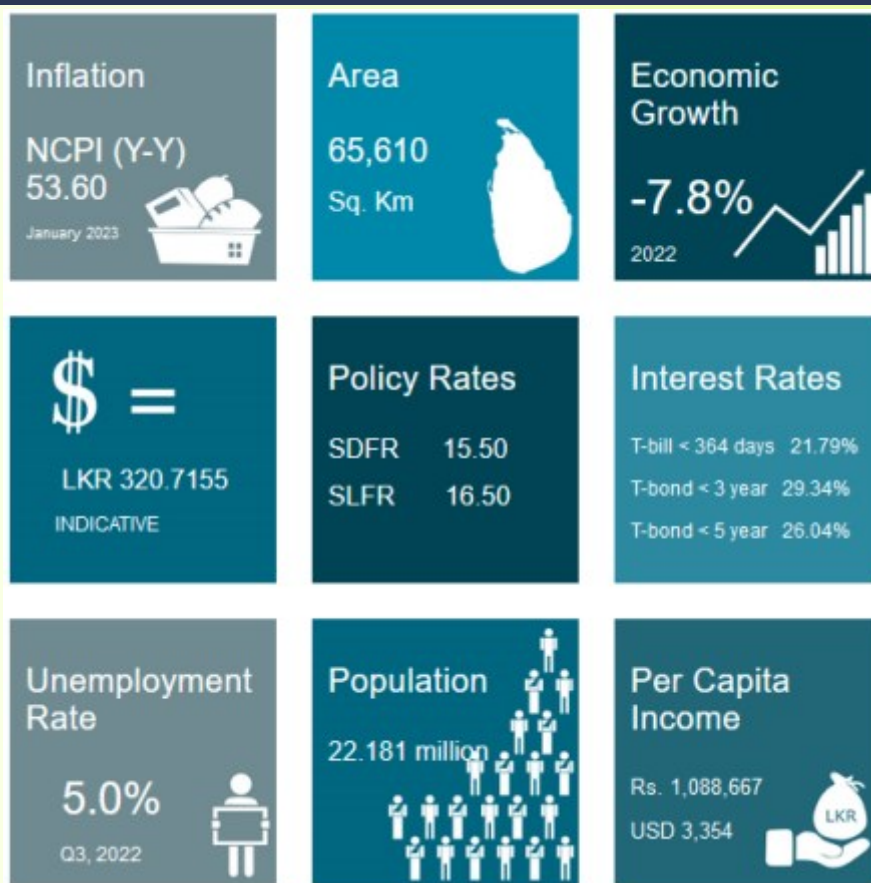 Inflation
NCPI (Y-Y)
53.60
January 2023
Area
65,610
Sq. Km
Economic
Growth
-7.8%
2022
$ =
LKR 320.7155
INDICATIVE
Policy Rates
SDFR 15.50
SLFR 16.50
Interest Rates
T-bill < 364 days 21.79%
T-bond < 3 year 29.34%
T-bond < 5 year 26.04%
Unemployment
Rate
5.0%
Q3, 2022
Population
22.181 million
Per Capita
Income
Rs. 1,088,667
USD 3,354
LKR